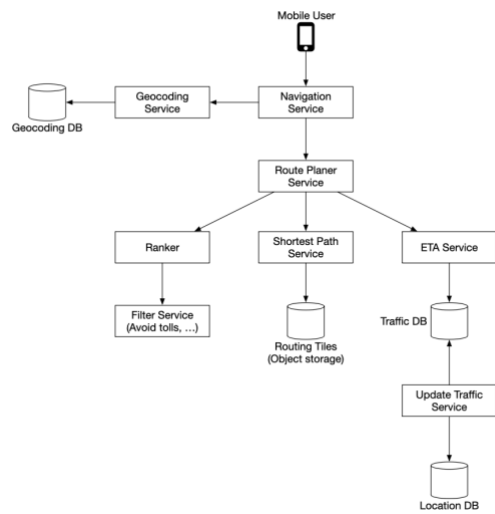 Mobile User
Geocoding
Service
Navigation
Service
Geocoding DB
Route Planer
Service
Ranker
Shortest Path
Service
ETA Service
Filter Service
(Avoid tolls, ...)
Traffic DB
Routing Tiles
(Object storage)
Update Traffic
Service
Location DB